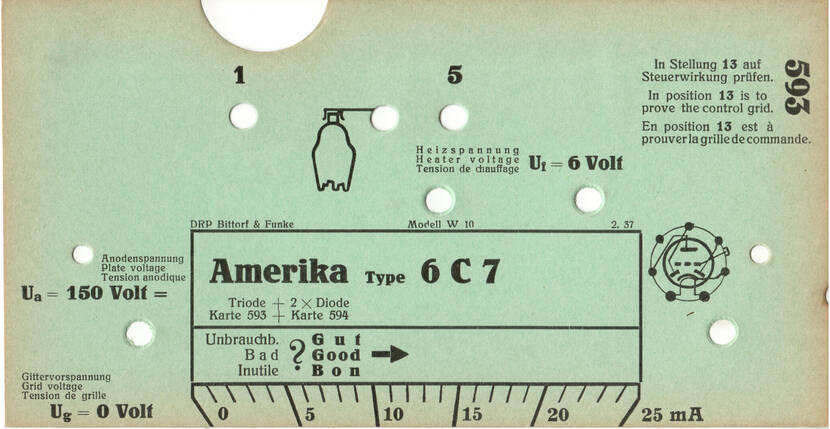 1
5
In Stellung 13 auf
Steuerwirkung prüfen.
In position 13 is to
prove the control grid.
En position 13 est à
prouver la grille de commande.
593
Heizspannung
Heater voltage
Tension de chauffage
Uf = 6 Volt
DRP Bittorf & Funke
Modell W 10
2. 37
Anodenspannung
Plate voltage
Tension anodique
Ua = 150 Volt =
Amerika Type 6 C 7
Triode + 2 × Diode
Karte 593 + Karte 594
Unbrauchb. ? Gut
Bad Good
Inutile Bon
Gittervorspannung
Grid voltage
Tension de grille
Ug = 0 Volt
0 5 10 15 20 25 mA